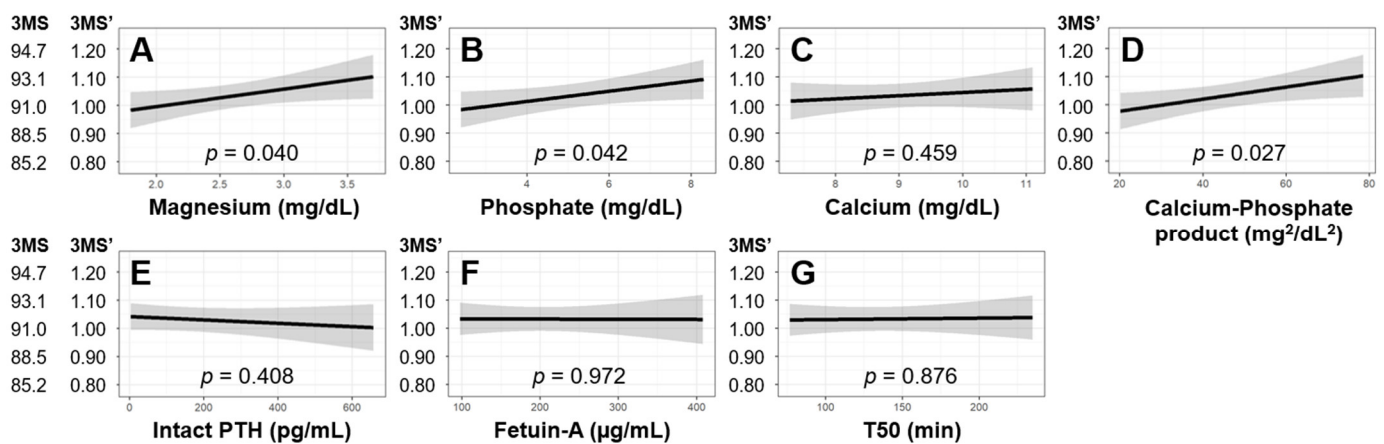 3MS 3MS' A 3MS' B 3MS' C 3MS' D
94.7 1.20 1.20 1.20 1.20
93.1 1.10 1.10 1.10 1.10
91.0 1.00 1.00 1.00 1.00
88.5 0.90 0.90 0.90 0.90
85.2 0.80 0.80 0.80 0.80
p = 0.040 p = 0.042 p = 0.459 p = 0.027
2.0 2.5 3.0 3.5 4 6 8 8 9 10 11 20 40 60 80
Magnesium (mg/dL) Phosphate (mg/dL) Calcium (mg/dL) Calcium-Phosphate
product (mg²/dL²)
3MS 3MS' E 3MS' F 3MS' G
94.7 1.20 1.20 1.20
93.1 1.10 1.10 1.10
91.0 1.00 1.00 1.00
88.5 0.90 0.90 0.90
85.2 0.80 0.80 0.80
p = 0.408 p = 0.972 p = 0.876
0 200 400 600 100 200 300 400 100 150 200
Intact PTH (pg/mL) Fetuin-A (µg/mL) T50 (min)